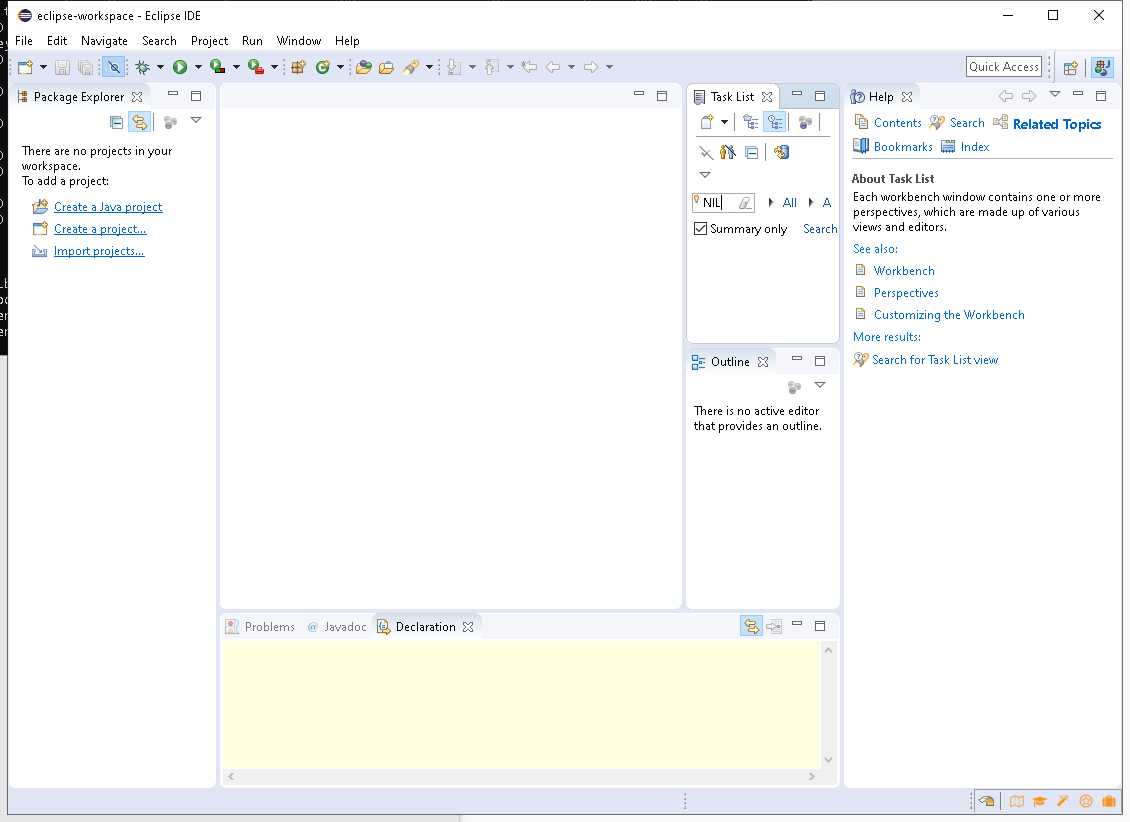 eclipse-workspace - Eclipse IDE
File Edit Navigate Search Project Run Window Help
Quick Access
Package Explorer
There are no projects in your
workspace.
To add a project:
Create a Java project
Create a project...
Import projects...
Task List
NIL
All
A
Summary only
Search
Outline
There is no active editor
that provides an outline.
Help
Contents Search Related Topics
Bookmarks Index
About Task List
Each workbench window contains one or more
perspectives, which are made up of various
views and editors.
See also:
Workbench
Perspectives
Customizing the Workbench
More results:
Search for Task List view
Problems @ Javadoc Declaration